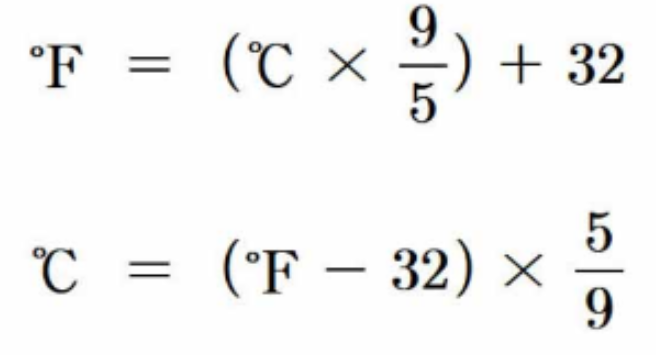 °F = (℃ × 9/5) + 32
℃ = (°F − 32) × 5/9